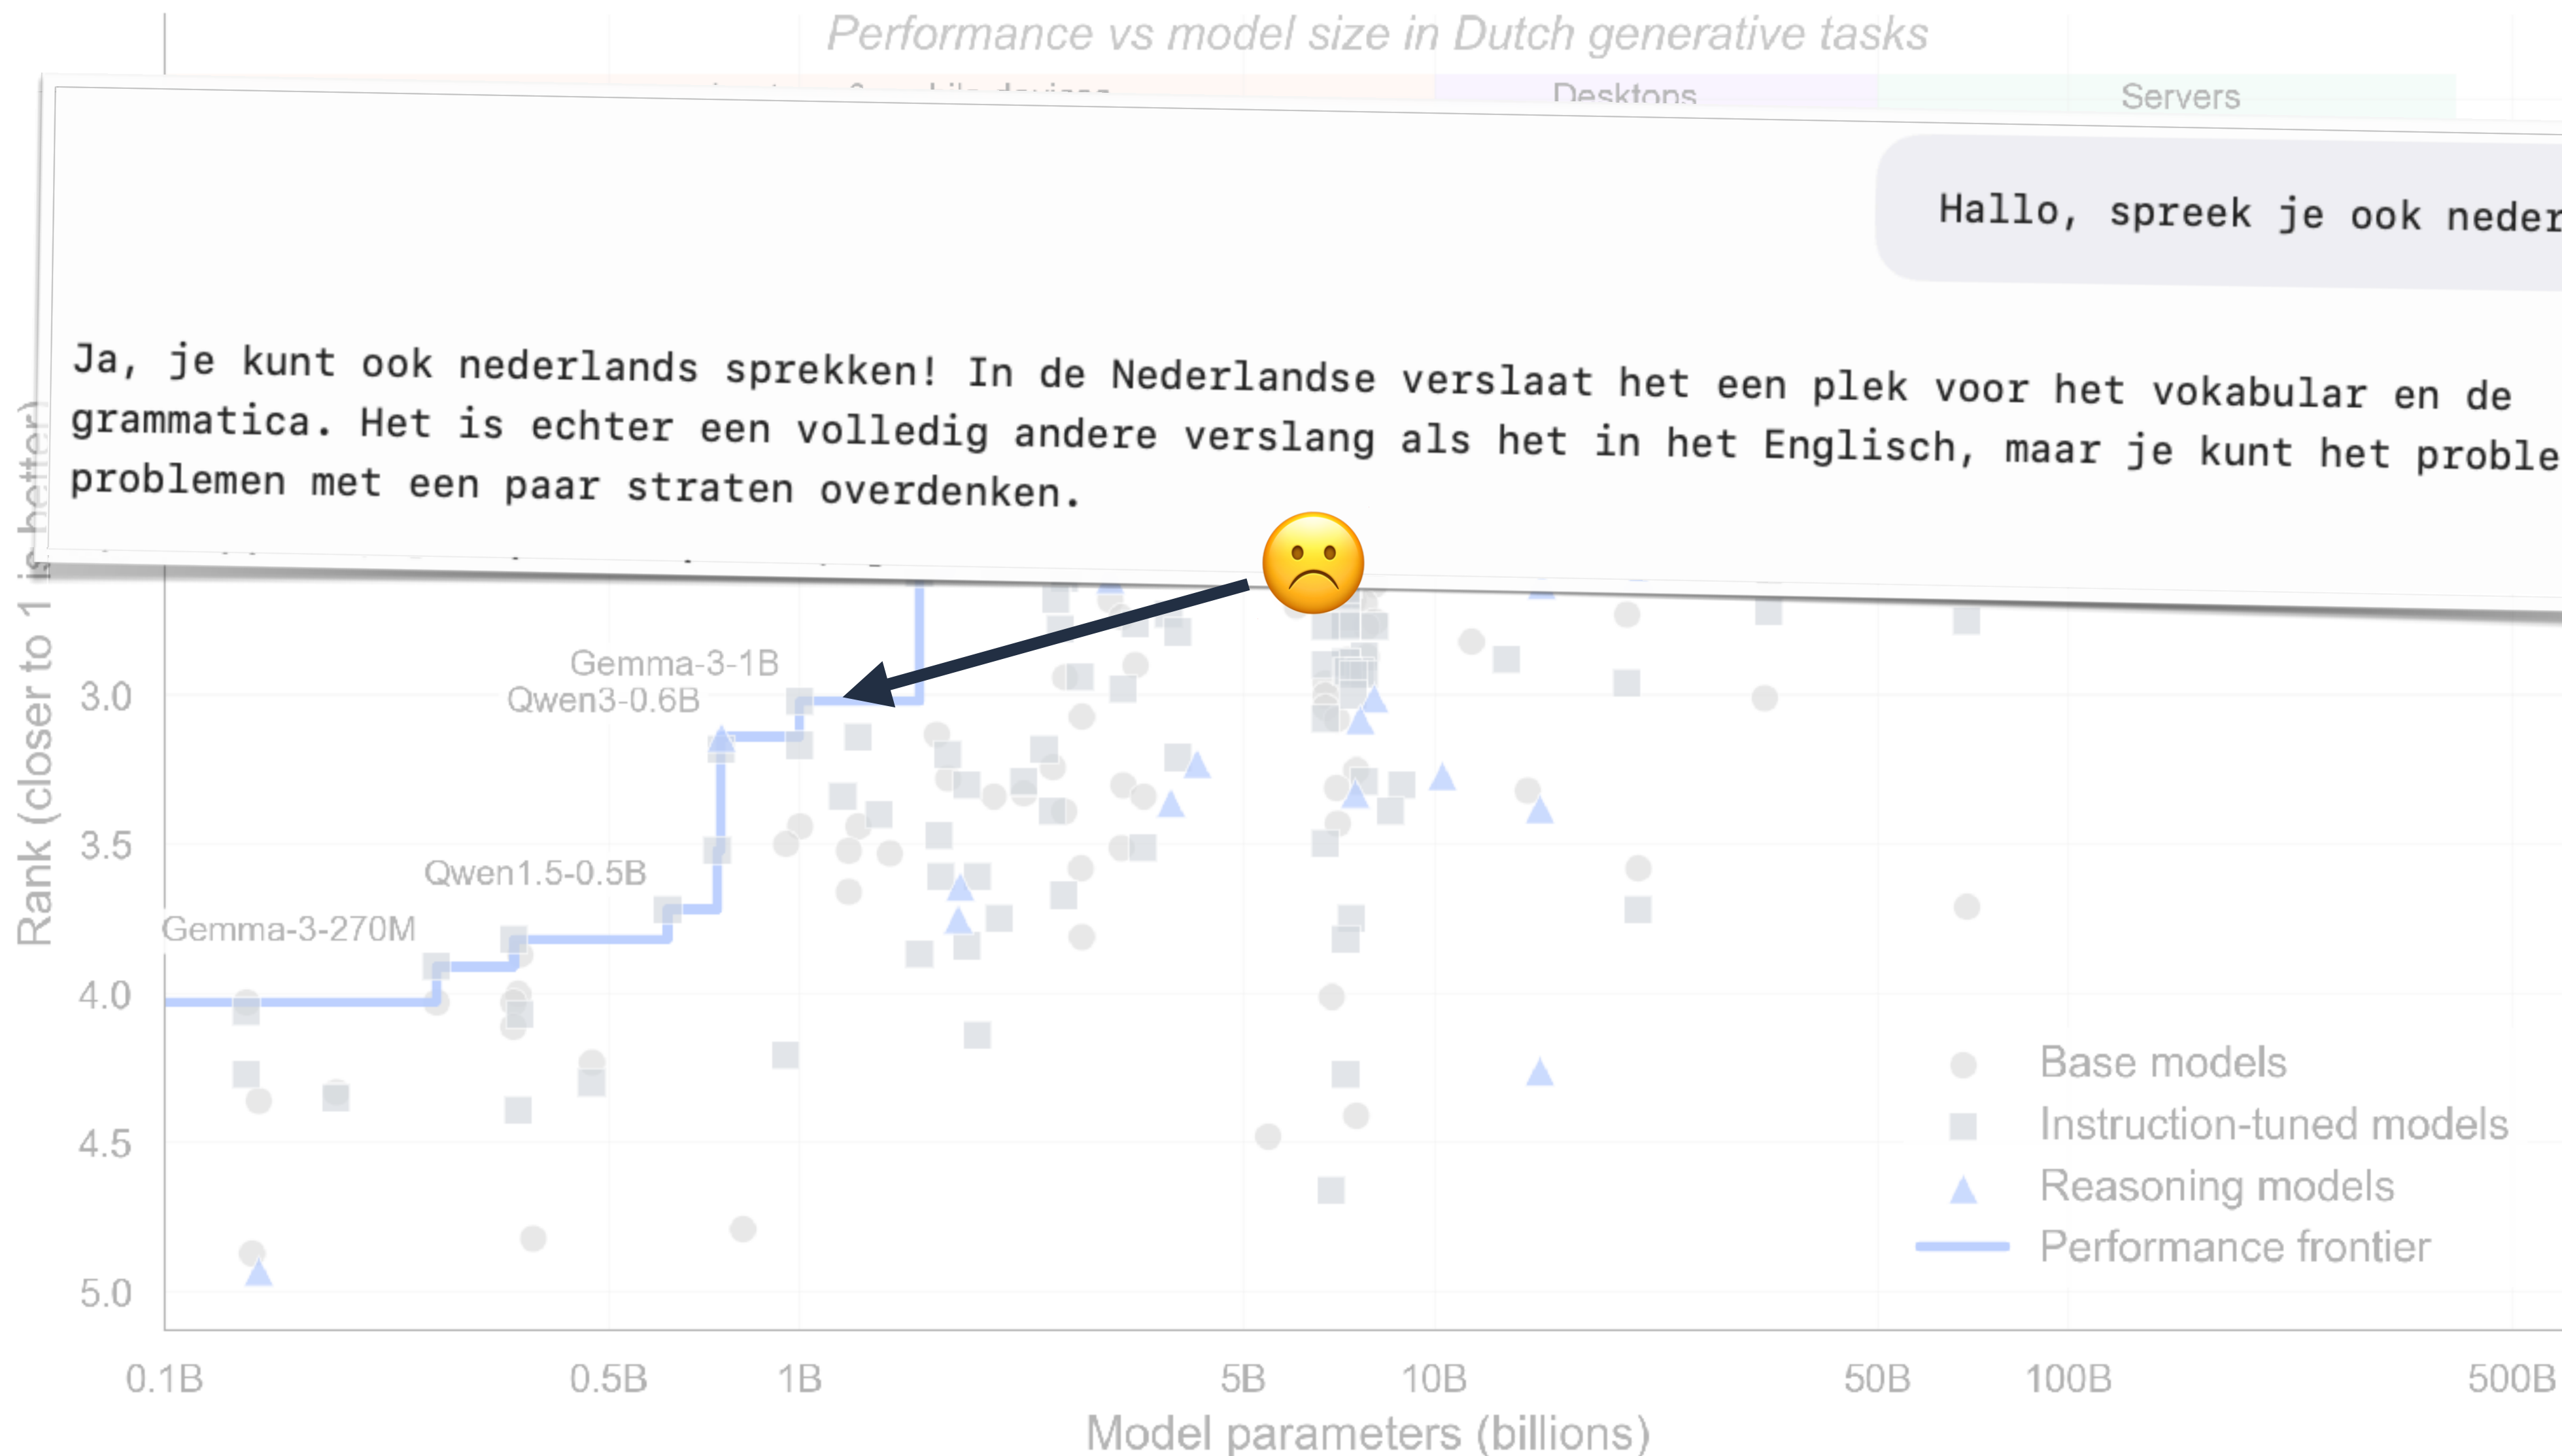 Performance vs model size in Dutch generative tasks
Desktops
Servers
Hallo, spreek je ook neder
Ja, je kunt ook nederlands sprekken! In de Nederlandse verslaat het een plek voor het vokabular en de
grammatica. Het is echter een volledig andere verslang als het in het Englisch, maar je kunt het proble
problemen met een paar straten overdenken.
Rank (closer to 1 is better)
Gemma-3-1B
Qwen3-0.6B
3.0
3.5
Qwen1.5-0.5B
Gemma-3-270M
4.0
4.5
5.0
Base models
Instruction-tuned models
Reasoning models
Performance frontier
0.1B
0.5B
1B
5B
10B
50B
100B
500B
Model parameters (billions)